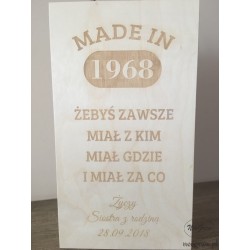 MADE IN
1968
ŻEBYŚ ZAWSZE
MIAŁ Z KIM
MIAŁ GDZIE
I MIAŁ ZA CO
Życzy
Siostra z rodziną
28.09.2018